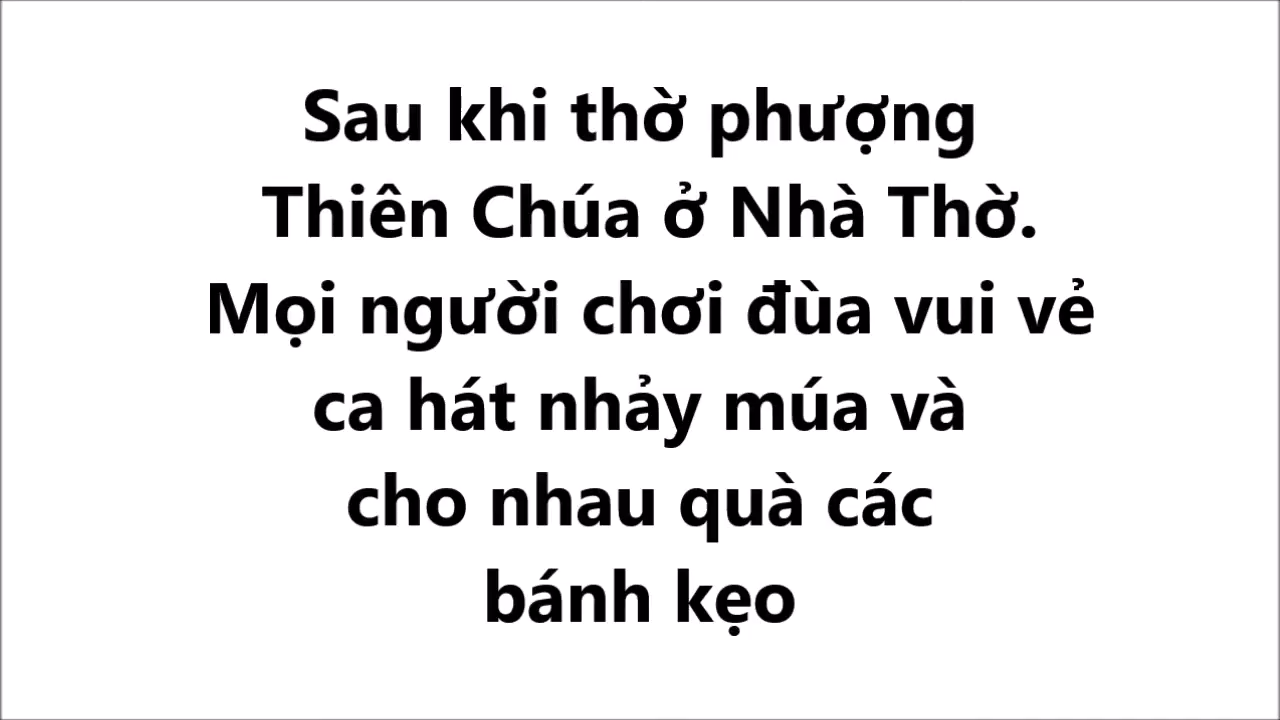 Sau khi thờ phượng
Thiên Chúa ở Nhà Thờ.
Mọi người chơi đùa vui vẻ
ca hát nhảy múa và
cho nhau quà các
bánh kẹo